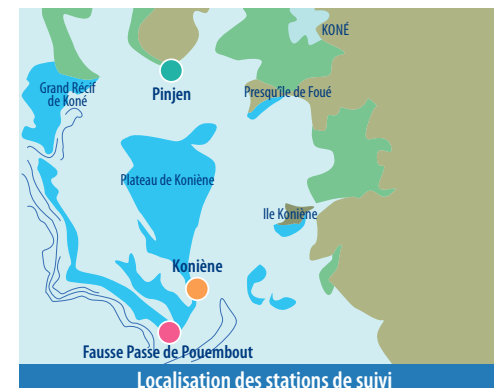 KONÉ
Grand Récif
de Koné
Pinjen
Presqu'île de Foué
Plateau de Koniène
Ile Koniène
Koniène
Fausse Passe de Pouembout
Localisation des stations de suivi